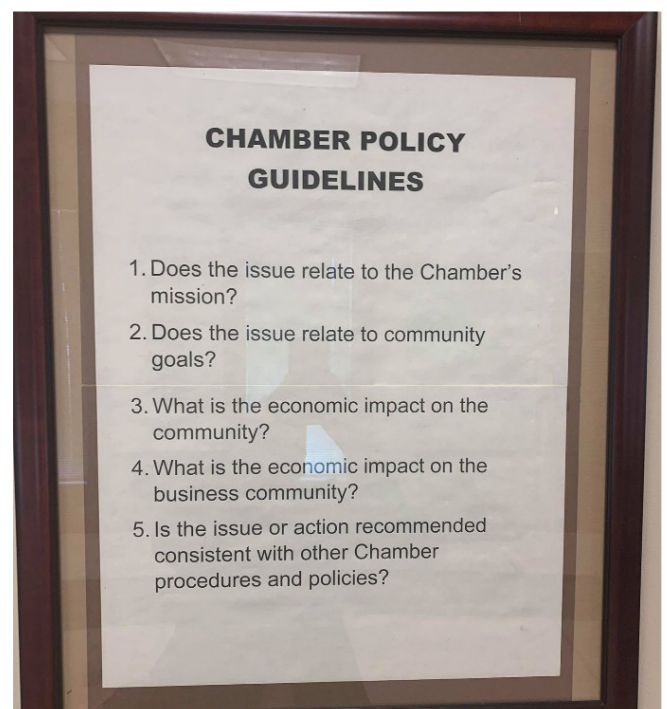 CHAMBER POLICY
GUIDELINES
1. Does the issue relate to the Chamber's
mission?
2. Does the issue relate to community
goals?
3. What is the economic impact on the
community?
4. What is the economic impact on the
business community?
5. Is the issue or action recommended
consistent with other Chamber
procedures and policies?